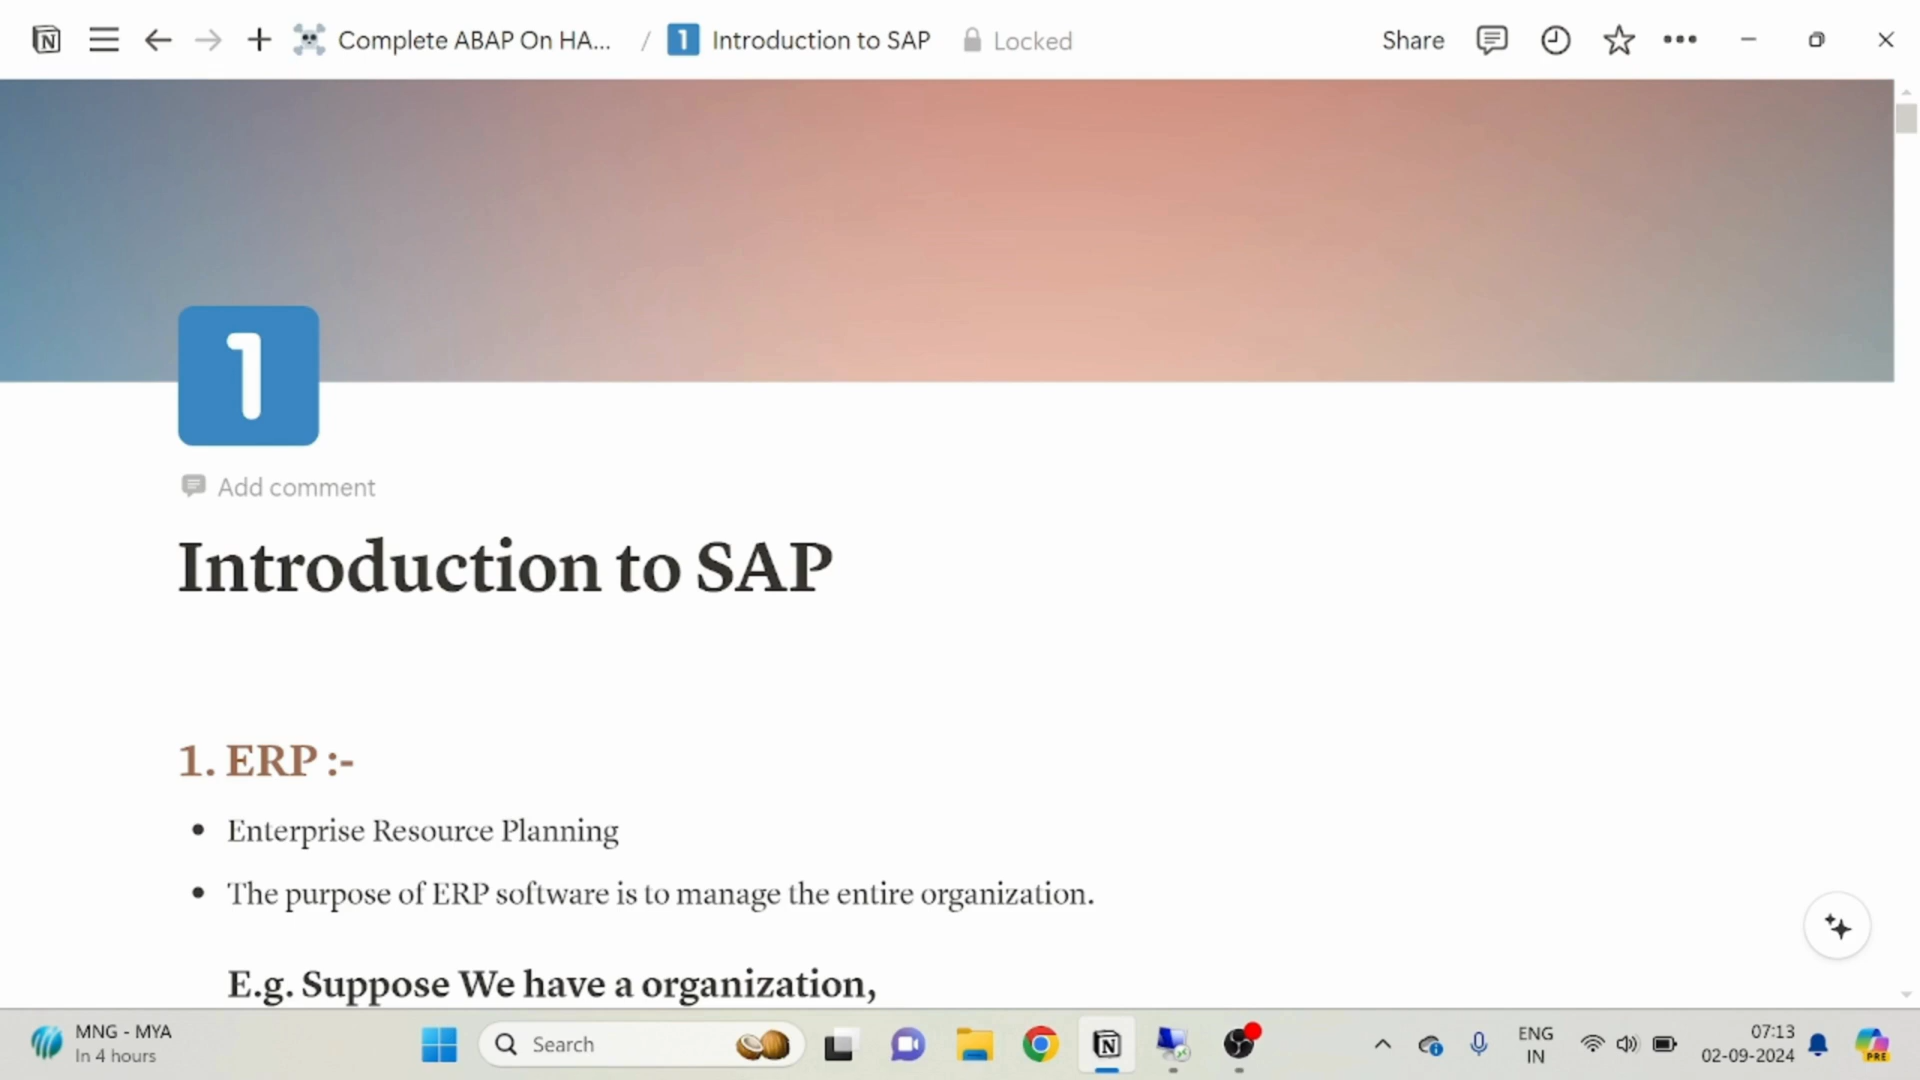 Complete ABAP On HA... / 1 Introduction to SAP Locked Share
1
Add comment
Introduction to SAP
1. ERP :-
• Enterprise Resource Planning
• The purpose of ERP software is to manage the entire organization.
E.g. Suppose We have a organization,
MNG - MYA
In 4 hours
Search
ENG
IN
07:13
02-09-2024
PRE